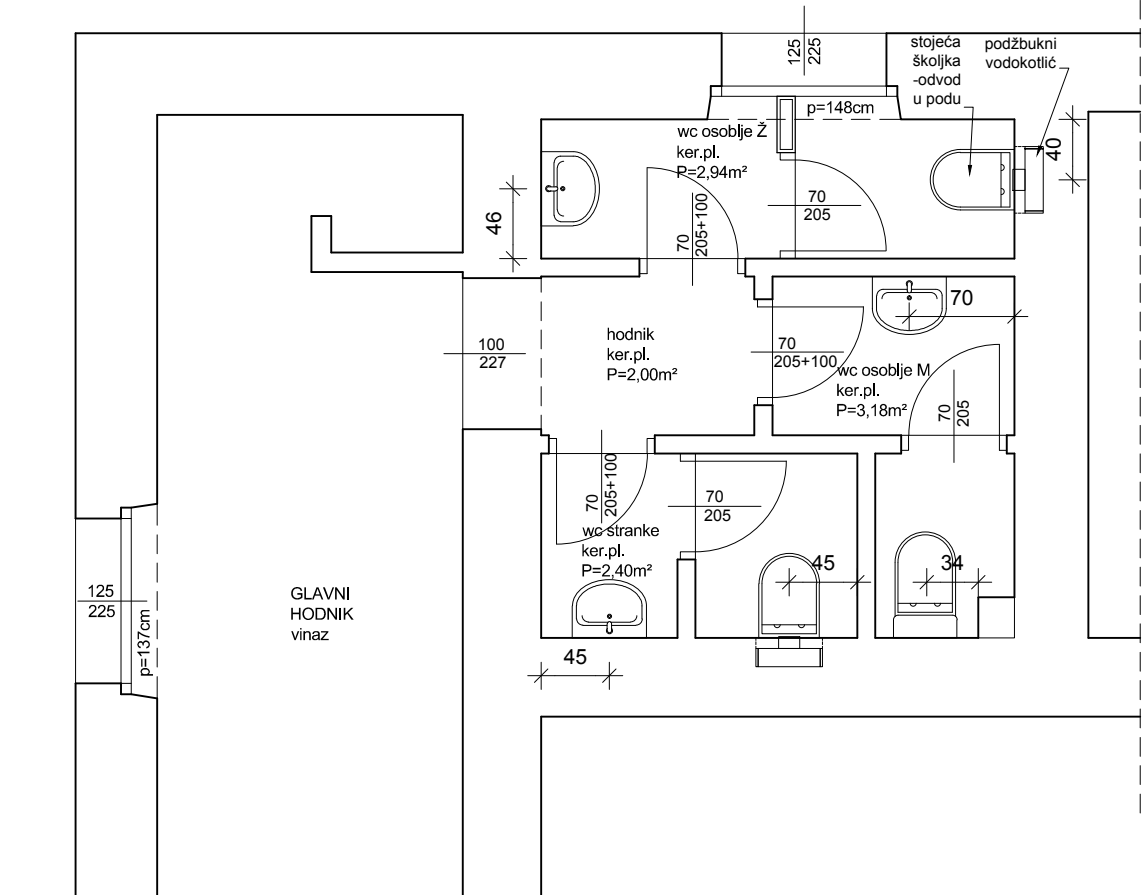 125
225
stojeća
školjka
-odvod
u podu
podžbukni
vodokotlić
p=148cm
wc osoblje Ž
ker.pl.
P=2,94m²
40
46
70
205
70
205+100
70
hodnik
ker.pl.
P=2,00m²
100
227
70
205+100
wc osoblje M
ker.pl.
P=3,18m²
70
205
70
205+100
70
205
wc stranke
ker.pl.
P=2,40m²
45
34
45
125
225
p=137cm
GLAVNI
HODNIK
vinaz